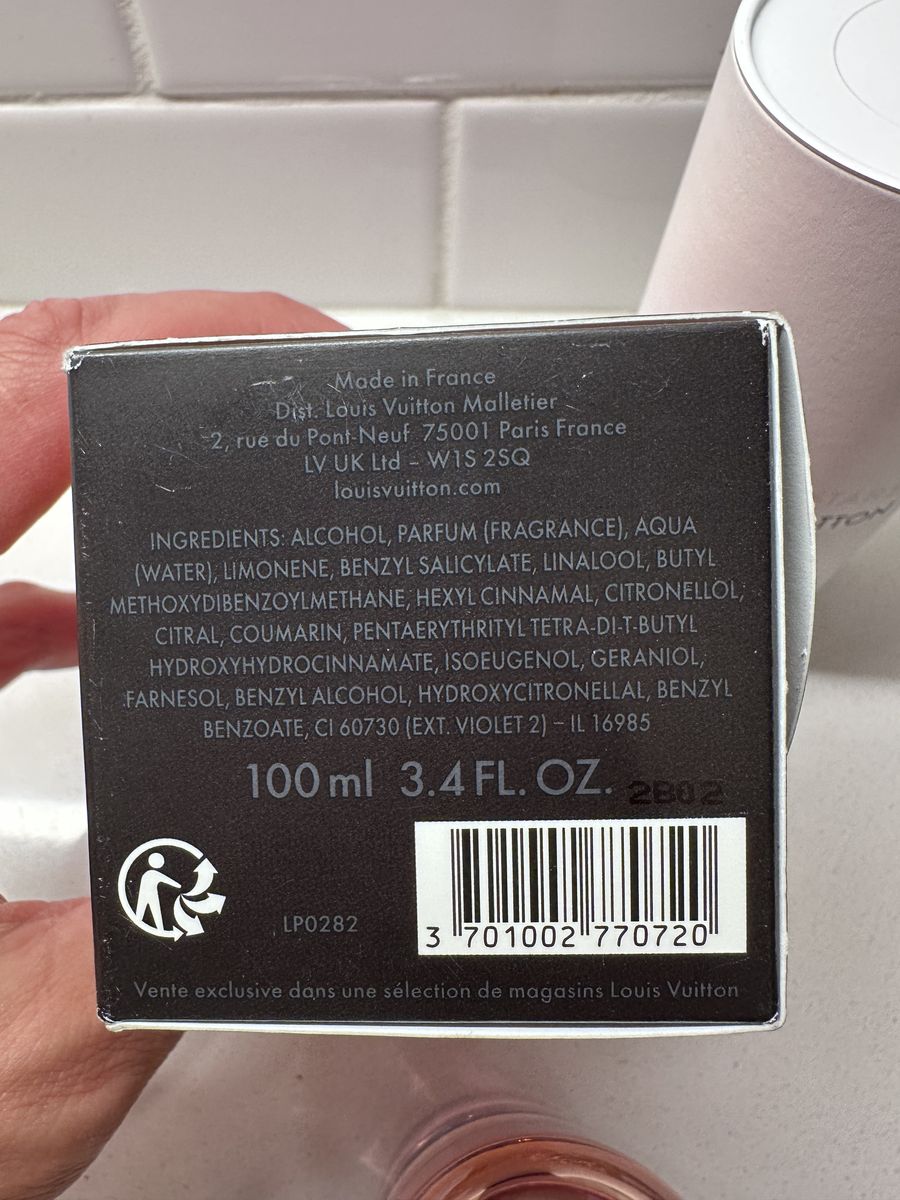 Made in France
Dist. Louis Vuitton Malletier
2, rue du Pont-Neuf 75001 Paris France
LV UK Ltd – W1S 2SQ
louisvuitton.com
INGREDIENTS: ALCOHOL, PARFUM (FRAGRANCE), AQUA
(WATER), LIMONENE, BENZYL SALICYLATE, LINALOOL, BUTYL
METHOXYDIBENZOYLMETHANE, HEXYL CINNAMAL, CITRONELLOL,
CITRAL, COUMARIN, PENTAERYTHRITYL TETRA-DI-T-BUTYL
HYDROXYHYDROCINNAMATE, ISOEUGENOL, GERANIOL,
FARNESOL, BENZYL ALCOHOL, HYDROXYCITRONELLAL, BENZYL
BENZOATE, CI 60730 (EXT. VIOLET 2) – IL 16985
100 ml 3.4 FL. OZ. 2B02
LP0282
3 701002 770720
Vente exclusive dans une sélection de magasins Louis Vuitton